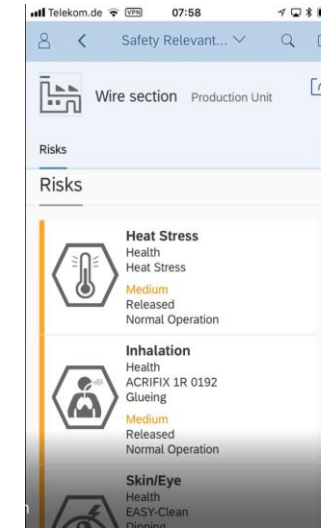 Telekom.de VPN 07:58
Safety Relevant...
Wire section Production Unit
Risks
Risks
Heat Stress
Health
Heat Stress
Medium
Released
Normal Operation
Inhalation
Health
ACRIFIX 1R 0192
Glueing
Medium
Released
Normal Operation
Skin/Eye
Health
EASY-Clean
Dipping